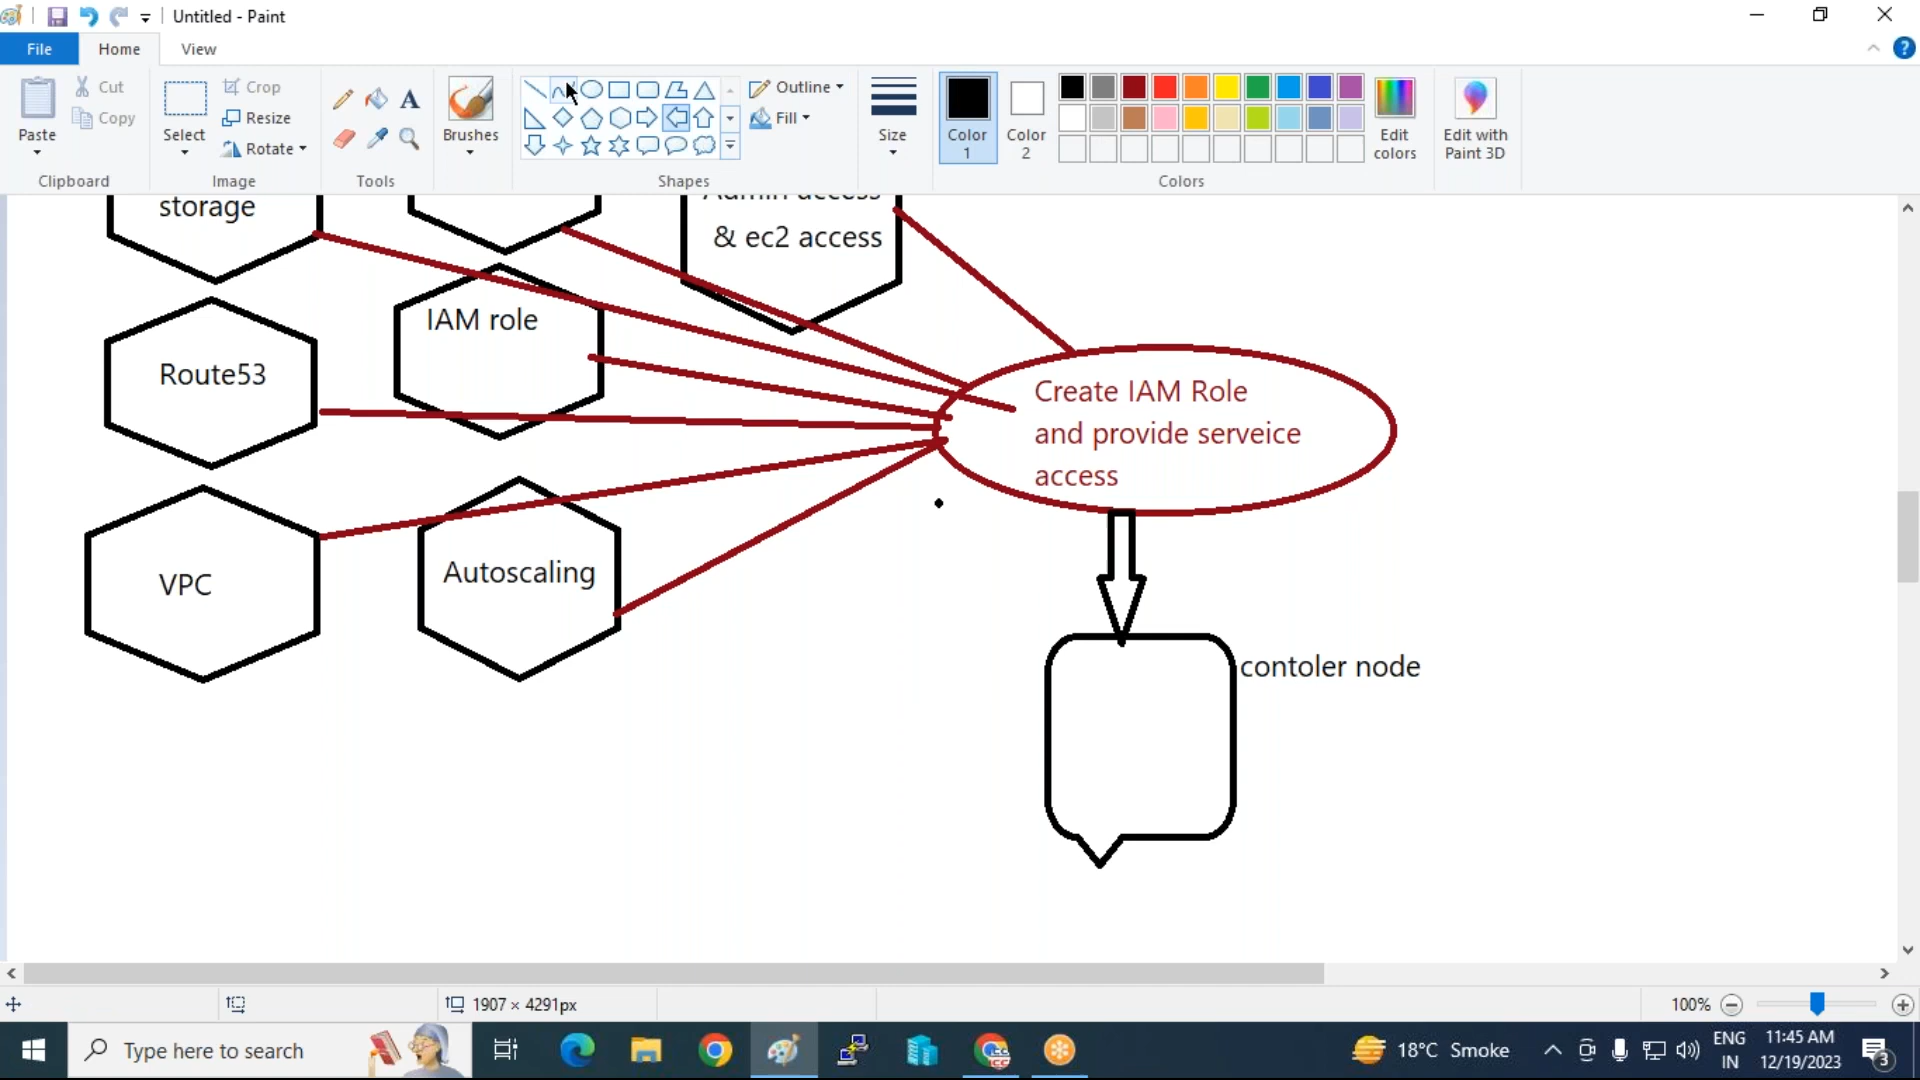 Untitled - Paint
File
Home
View
Paste
Cut
Copy
Clipboard
Select
Crop
Resize
Rotate
Image
Tools
Brushes
Shapes
Outline
Fill
Size
Color
1
Color
2
Edit
colors
Colors
Edit with
Paint 3D
storage
Admin access
& ec2 access
IAM role
Route53
Create IAM Role
and provide serveice
access
VPC
Autoscaling
contoler node
1907 × 4291px
100%
Type here to search
18°C Smoke
ENG
IN
11:45 AM
12/19/2023
3